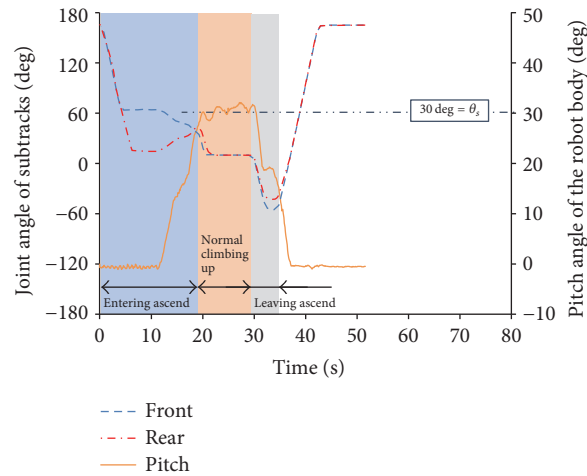 Joint angle of subtracks (deg)
180
120
60
0
−60
−120
−180
50
40
30
20
10
0
−10
Pitch angle of the robot body (deg)
30 deg = θs
Normal
climbing
up
Entering ascend
Leaving ascend
0 10 20 30 40 50 60 70 80
Time (s)
Front
Rear
Pitch